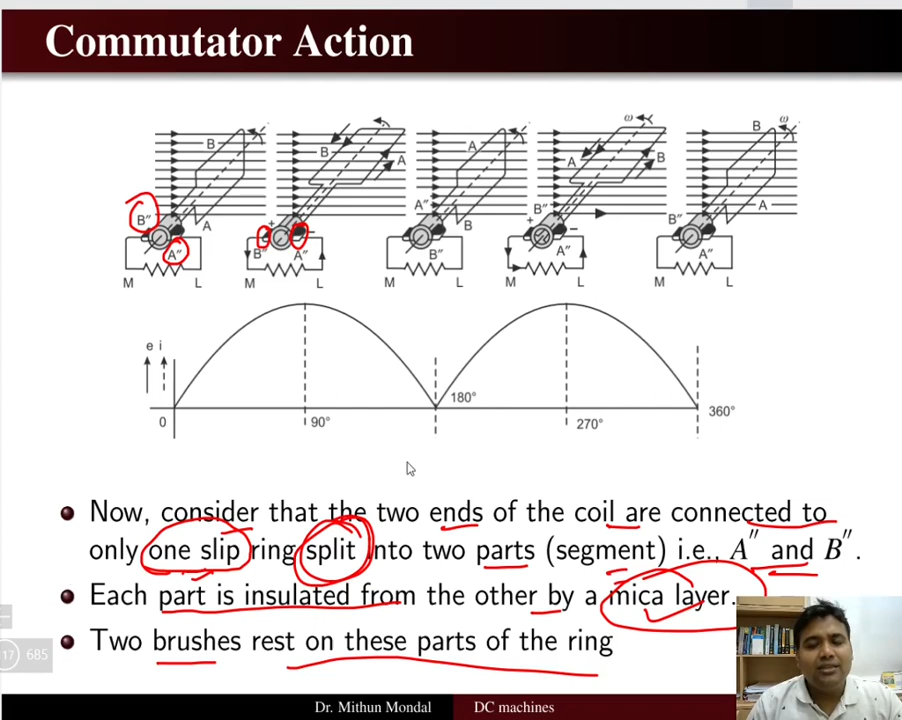 Commutator Action
B A B" A" M L
B A + - B" A" M L
A B A" B" M L
ω A B B" + - A" M L
B ω A B" A" M L
e i
0 90° 180° 270° 360°
Now, consider that the two ends of the coil are connected to
only one slip ring split into two parts (segment) i.e., A″ and B″.
Each part is insulated from the other by a mica layer.
Two brushes rest on these parts of the ring
17 685
Dr. Mithun Mondal DC machines